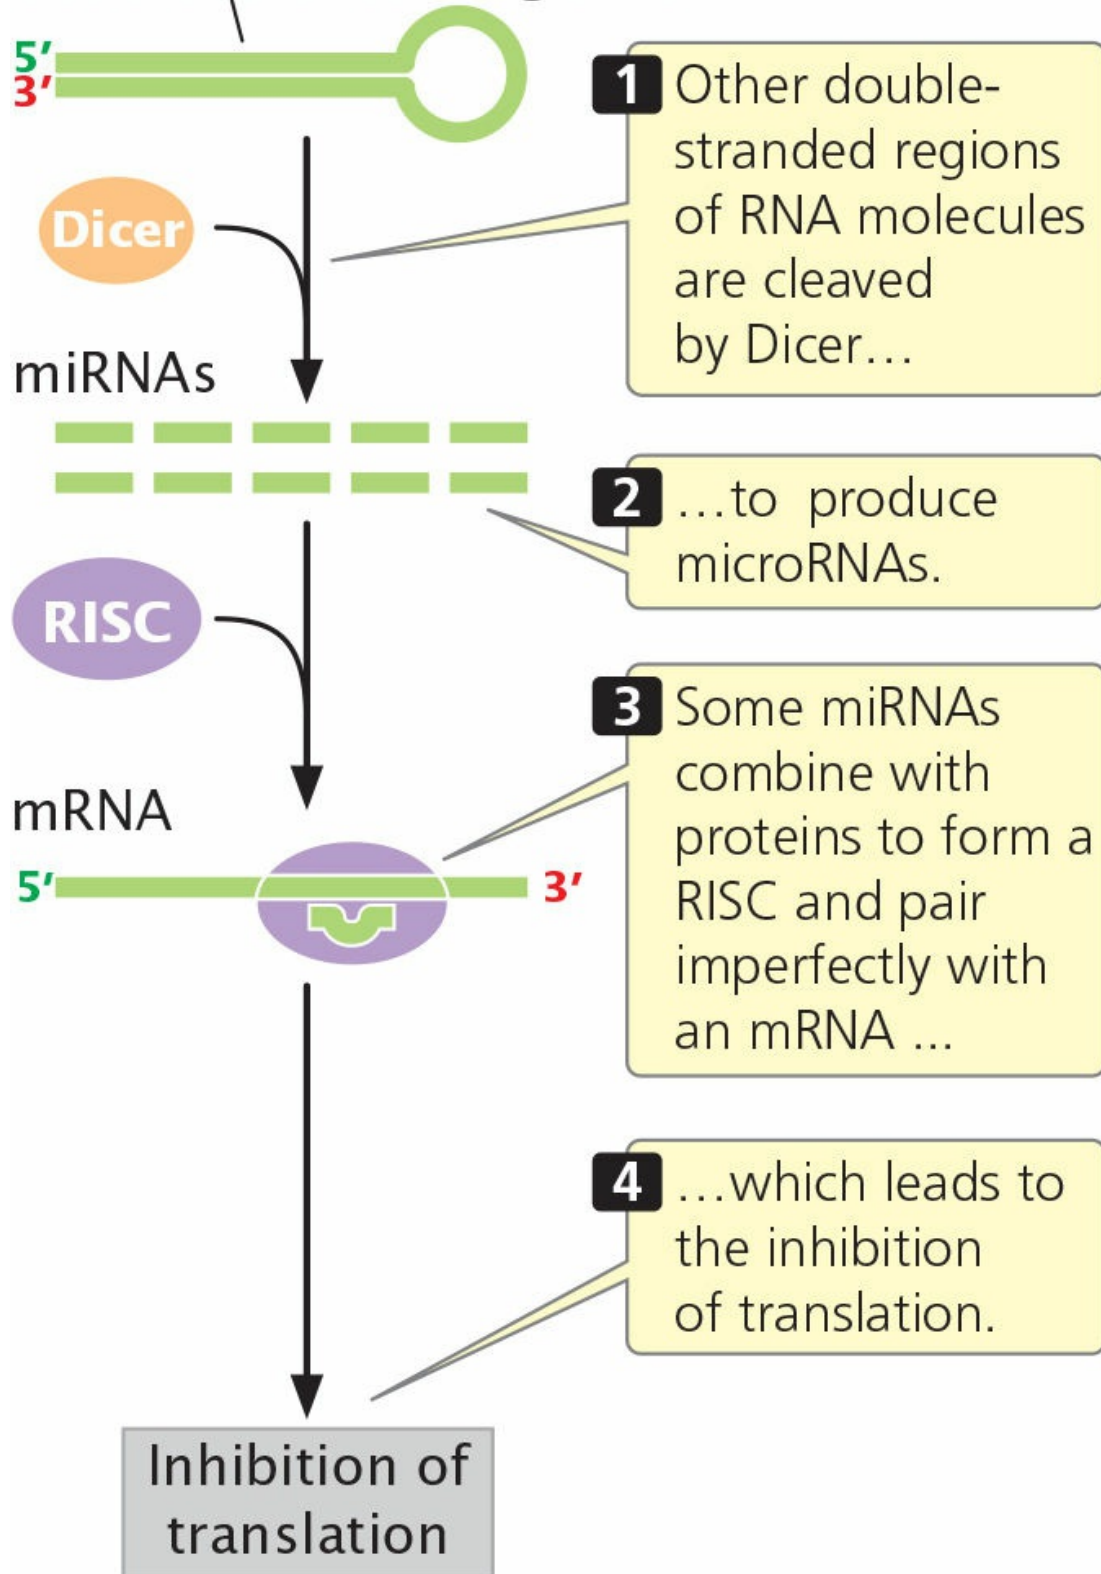 5′
3′
1 Other double-
stranded regions
of RNA molecules
are cleaved
by Dicer...
Dicer
miRNAs
2 ...to produce
microRNAs.
RISC
3 Some miRNAs
combine with
proteins to form a
RISC and pair
imperfectly with
an mRNA ...
mRNA
5′ 3′
4 ...which leads to
the inhibition
of translation.
Inhibition of
translation